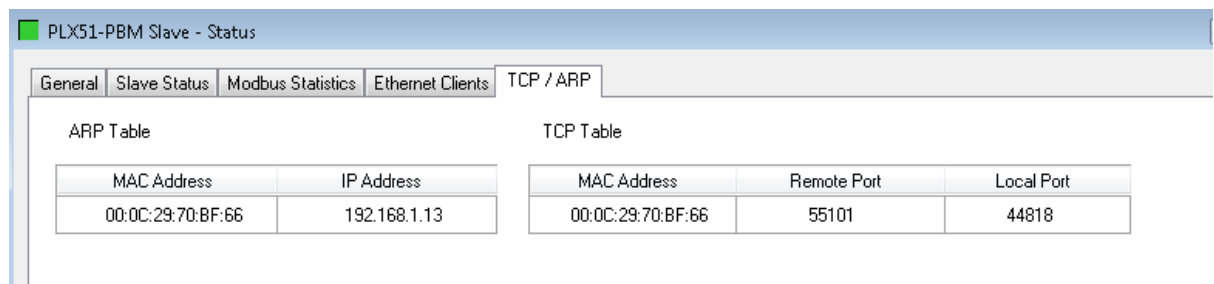 PLX51-PBM Slave - Status
General Slave Status Modbus Statistics Ethernet Clients TCP / ARP
ARP Table TCP Table
MAC Address IP Address MAC Address Remote Port Local Port
00:0C:29:70:BF:66 192.168.1.13 00:0C:29:70:BF:66 55101 44818